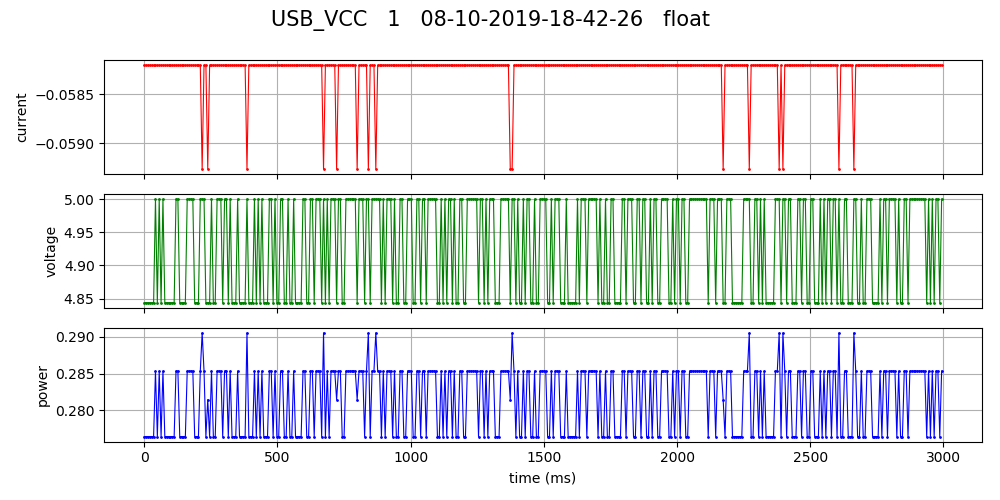 USB_VCC 1 08-10-2019-18-42-26 float
current
−0.0585
−0.0590
voltage
5.00
4.95
4.90
4.85
power
0.290
0.285
0.280
0 500 1000 1500 2000 2500 3000
time (ms)